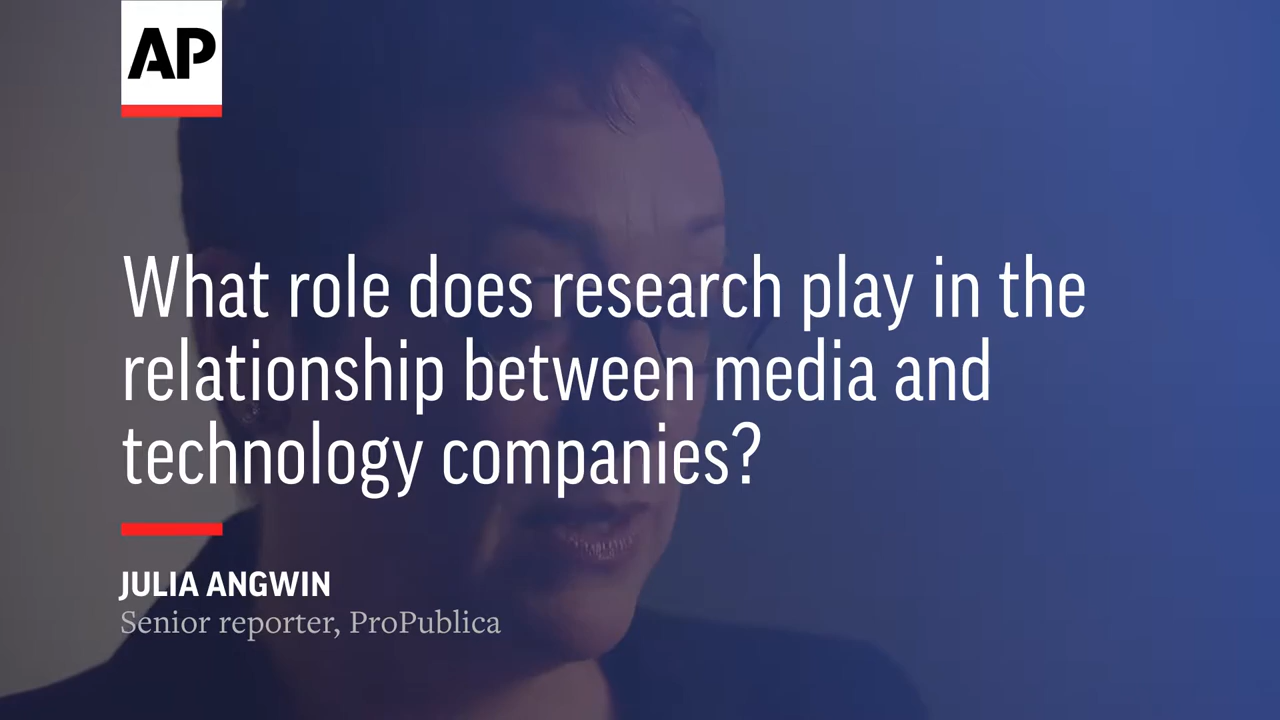 AP
What role does research play in the
relationship between media and
technology companies?
JULIA ANGWIN
Senior reporter, ProPublica